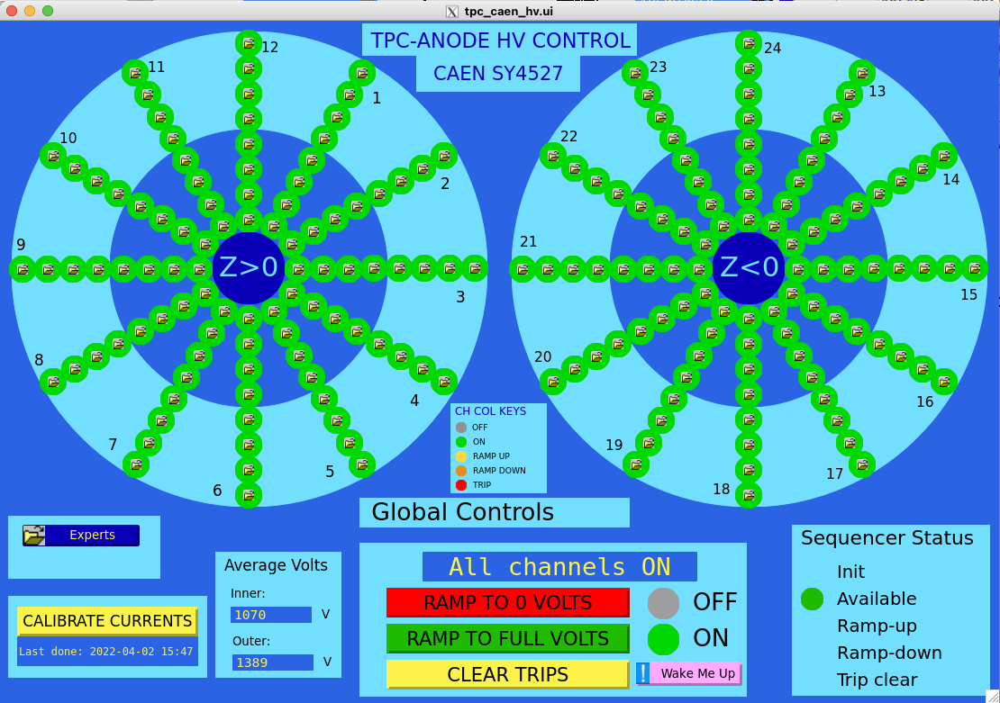 tpc_caen_hv.ui
TPC-ANODE HV CONTROL
CAEN SY4527
12
11
1
10
2
9
Z>0
3
8
4
7
5
6
24
23
13
22
14
21
Z<0
15
20
16
19
17
18
CH COL KEYS
OFF
ON
RAMP UP
RAMP DOWN
TRIP
Global Controls
Experts
CALIBRATE CURRENTS
Last done: 2022-04-02 15:47
Average Volts
Inner:
1070 V
Outer:
1389 V
All channels ON
RAMP TO 0 VOLTS OFF
RAMP TO FULL VOLTS ON
CLEAR TRIPS ! Wake Me Up
Sequencer Status
Init
Available
Ramp-up
Ramp-down
Trip clear